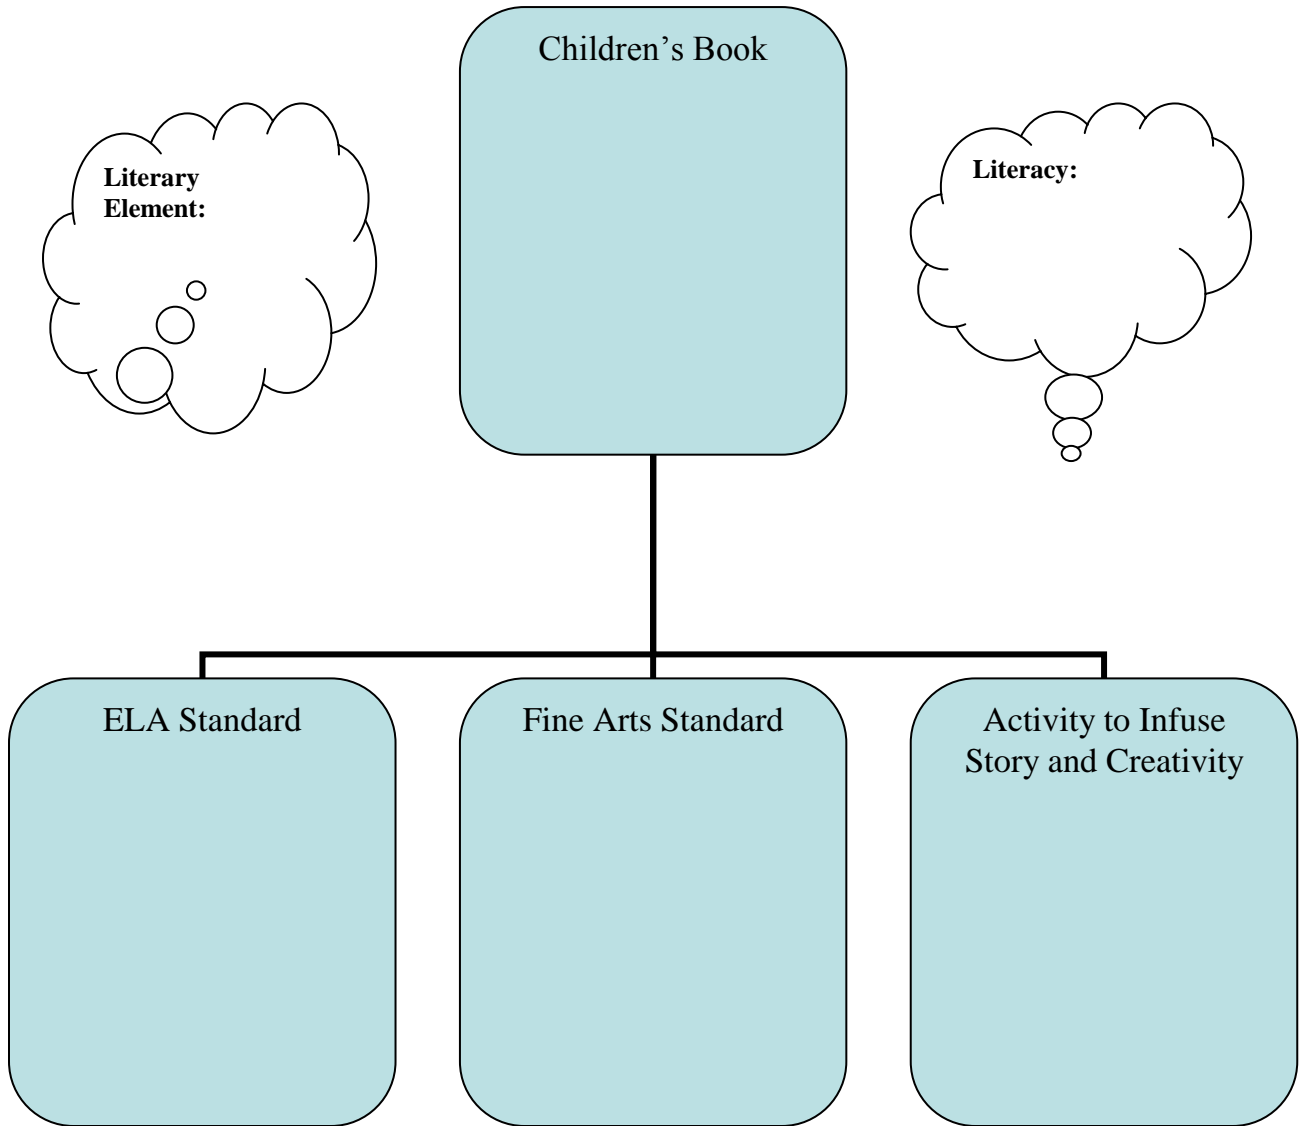 Children’s Book
Literary
Element:
Literacy:
ELA Standard
Fine Arts Standard
Activity to Infuse
Story and Creativity